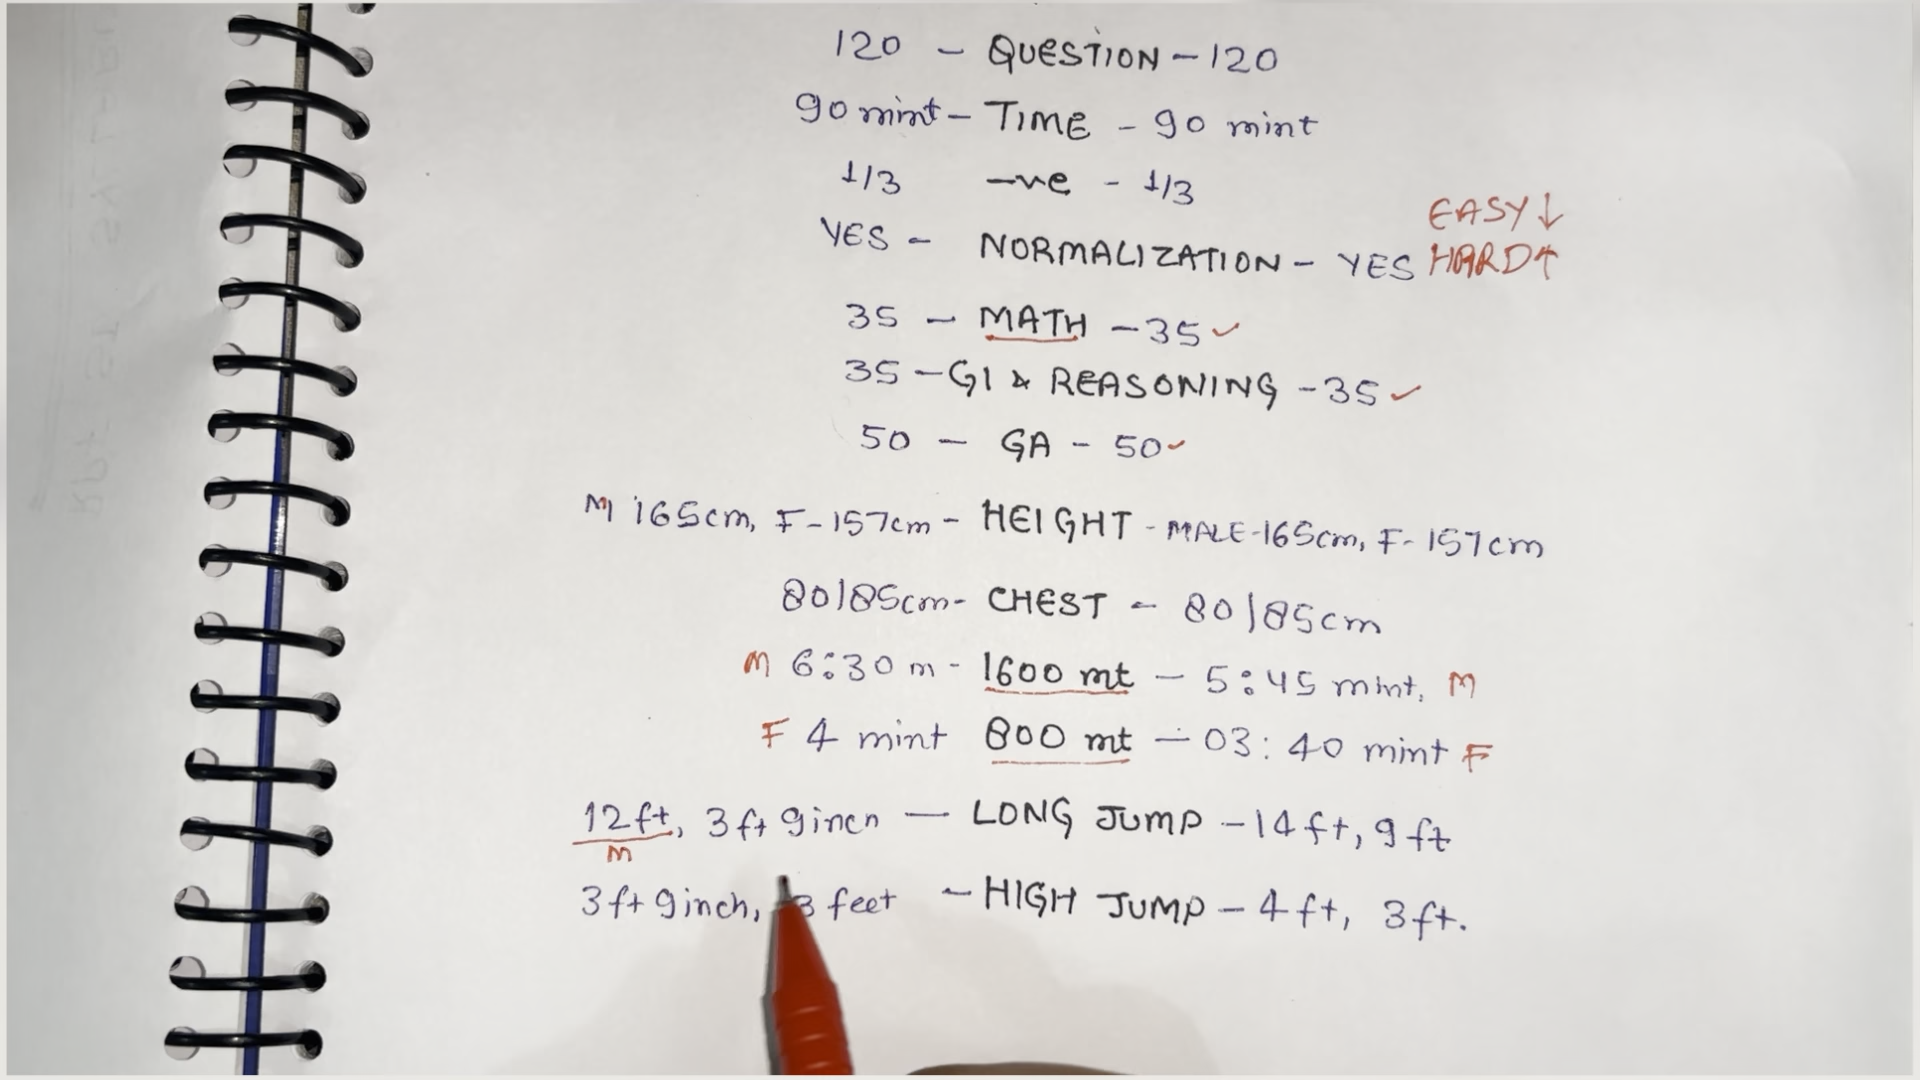 120 - QUESTION - 120
90 mint - TIME - 90 mint
1/3 -ve - 1/3
YES - NORMALIZATION - YES EASY↓
HARD↑
35 - MATH - 35 ✓
35 - GI & REASONING - 35 ✓
50 - GA - 50 ✓
M 165cm, F-157cm - HEIGHT - MALE-165cm, F-157cm
80/85cm - CHEST - 80/85cm
M 6:30 m - 1600 mt - 5:45 mint, M
F 4 mint 800 mt - 03:40 mint F
12ft, 3ft 9inch - LONG JUMP - 14ft, 9ft
M
3ft 9inch, 3 feet - HIGH JUMP - 4ft, 3ft.